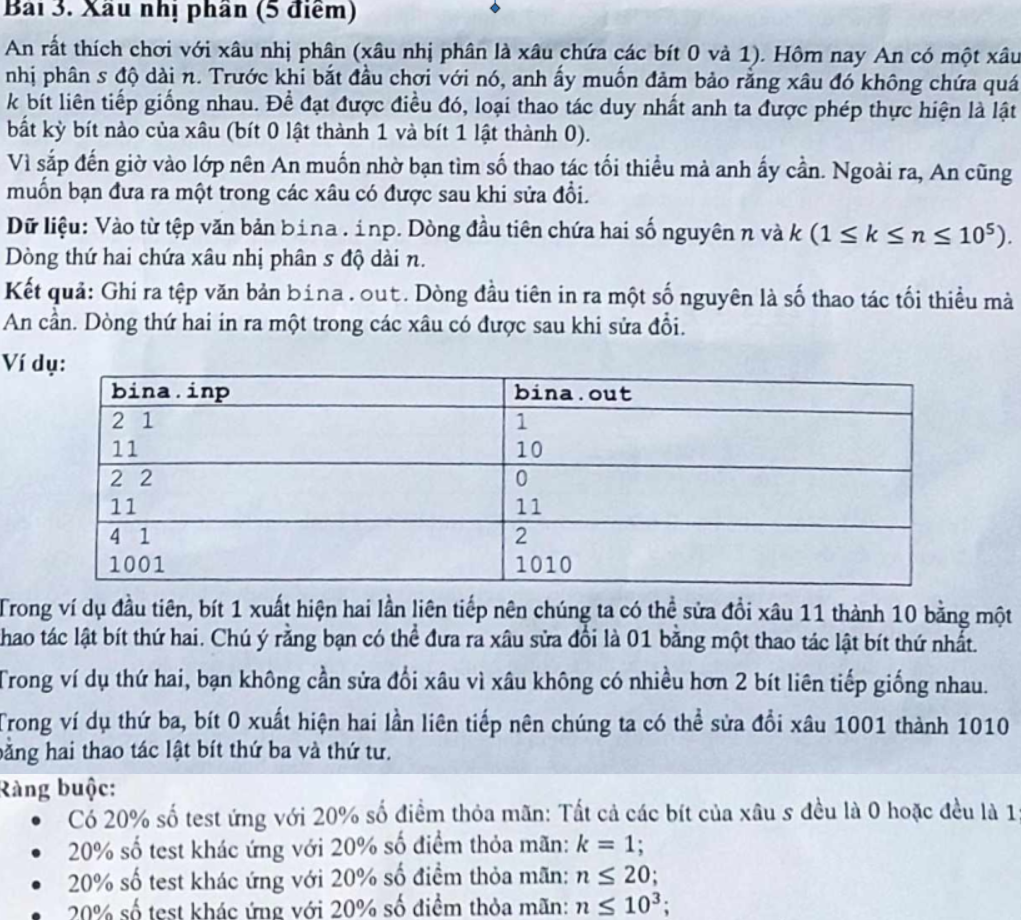 Bài 3. Xâu nhị phân (5 điểm)
An rất thích chơi với xâu nhị phân (xâu nhị phân là xâu chứa các bít 0 và 1). Hôm nay An có một xâu
nhị phân s độ dài n. Trước khi bắt đầu chơi với nó, anh ấy muốn đảm bảo rằng xâu đó không chứa quá
k bít liên tiếp giống nhau. Để đạt được điều đó, loại thao tác duy nhất anh ta được phép thực hiện là lật
bất kỳ bít nào của xâu (bít 0 lật thành 1 và bít 1 lật thành 0).
Vì sắp đến giờ vào lớp nên An muốn nhờ bạn tìm số thao tác tối thiểu mà anh ấy cần. Ngoài ra, An cũng
muốn bạn đưa ra một trong các xâu có được sau khi sửa đổi.
Dữ liệu: Vào từ tệp văn bản bina.inp. Dòng đầu tiên chứa hai số nguyên n và k (1 ≤ k ≤ n ≤ 10⁵).
Dòng thứ hai chứa xâu nhị phân s độ dài n.
Kết quả: Ghi ra tệp văn bản bina.out. Dòng đầu tiên in ra một số nguyên là số thao tác tối thiểu mà
An cần. Dòng thứ hai in ra một trong các xâu có được sau khi sửa đổi.
Ví dụ:
bina.inp bina.out
2 1 1
11 10
2 2 0
11 11
4 1 2
1001 1010
Trong ví dụ đầu tiên, bít 1 xuất hiện hai lần liên tiếp nên chúng ta có thể sửa đổi xâu 11 thành 10 bằng một
thao tác lật bít thứ hai. Chú ý rằng bạn có thể đưa ra xâu sửa đổi là 01 bằng một thao tác lật bít thứ nhất.
Trong ví dụ thứ hai, bạn không cần sửa đổi xâu vì xâu không có nhiều hơn 2 bít liên tiếp giống nhau.
Trong ví dụ thứ ba, bít 0 xuất hiện hai lần liên tiếp nên chúng ta có thể sửa đổi xâu 1001 thành 1010
bằng hai thao tác lật bít thứ ba và thứ tư.
Ràng buộc:
• Có 20% số test ứng với 20% số điểm thỏa mãn: Tất cả các bít của xâu s đều là 0 hoặc đều là 1;
• 20% số test khác ứng với 20% số điểm thỏa mãn: k = 1;
• 20% số test khác ứng với 20% số điểm thỏa mãn: n ≤ 20;
• 20% số test khác ứng với 20% số điểm thỏa mãn: n ≤ 10³;